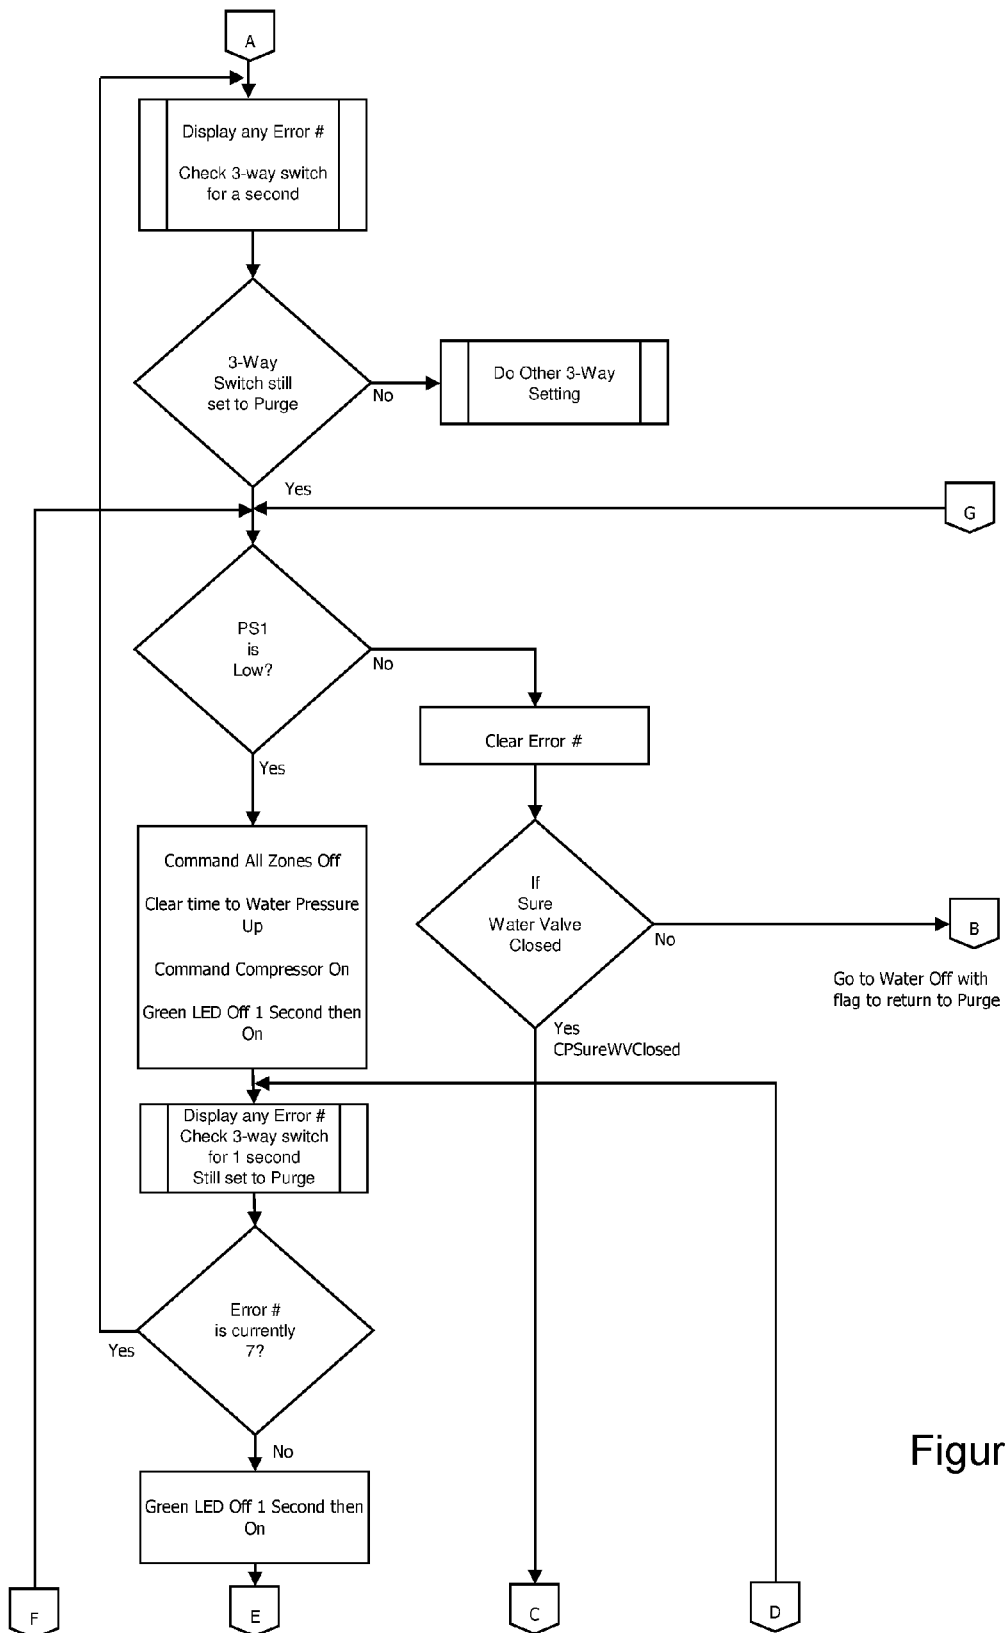 A
Display any Error #
Check 3-way switch
for a second
3-Way
Switch still
set to Purge
No
Do Other 3-Way
Setting
Yes
G
PS1
is
Low?
No
Clear Error #
Yes
Command All Zones Off
Clear time to Water Pressure
Up
Command Compressor On
Green LED Off 1 Second then
On
If
Sure
Water Valve
Closed
No
B
Go to Water Off with
flag to return to Purge
Yes
CPSureWVClosed
Display any Error #
Check 3-way switch
for 1 second
Still set to Purge
Error #
is currently
7?
Yes
No
Figur
Green LED Off 1 Second then
On
F
E
C
D